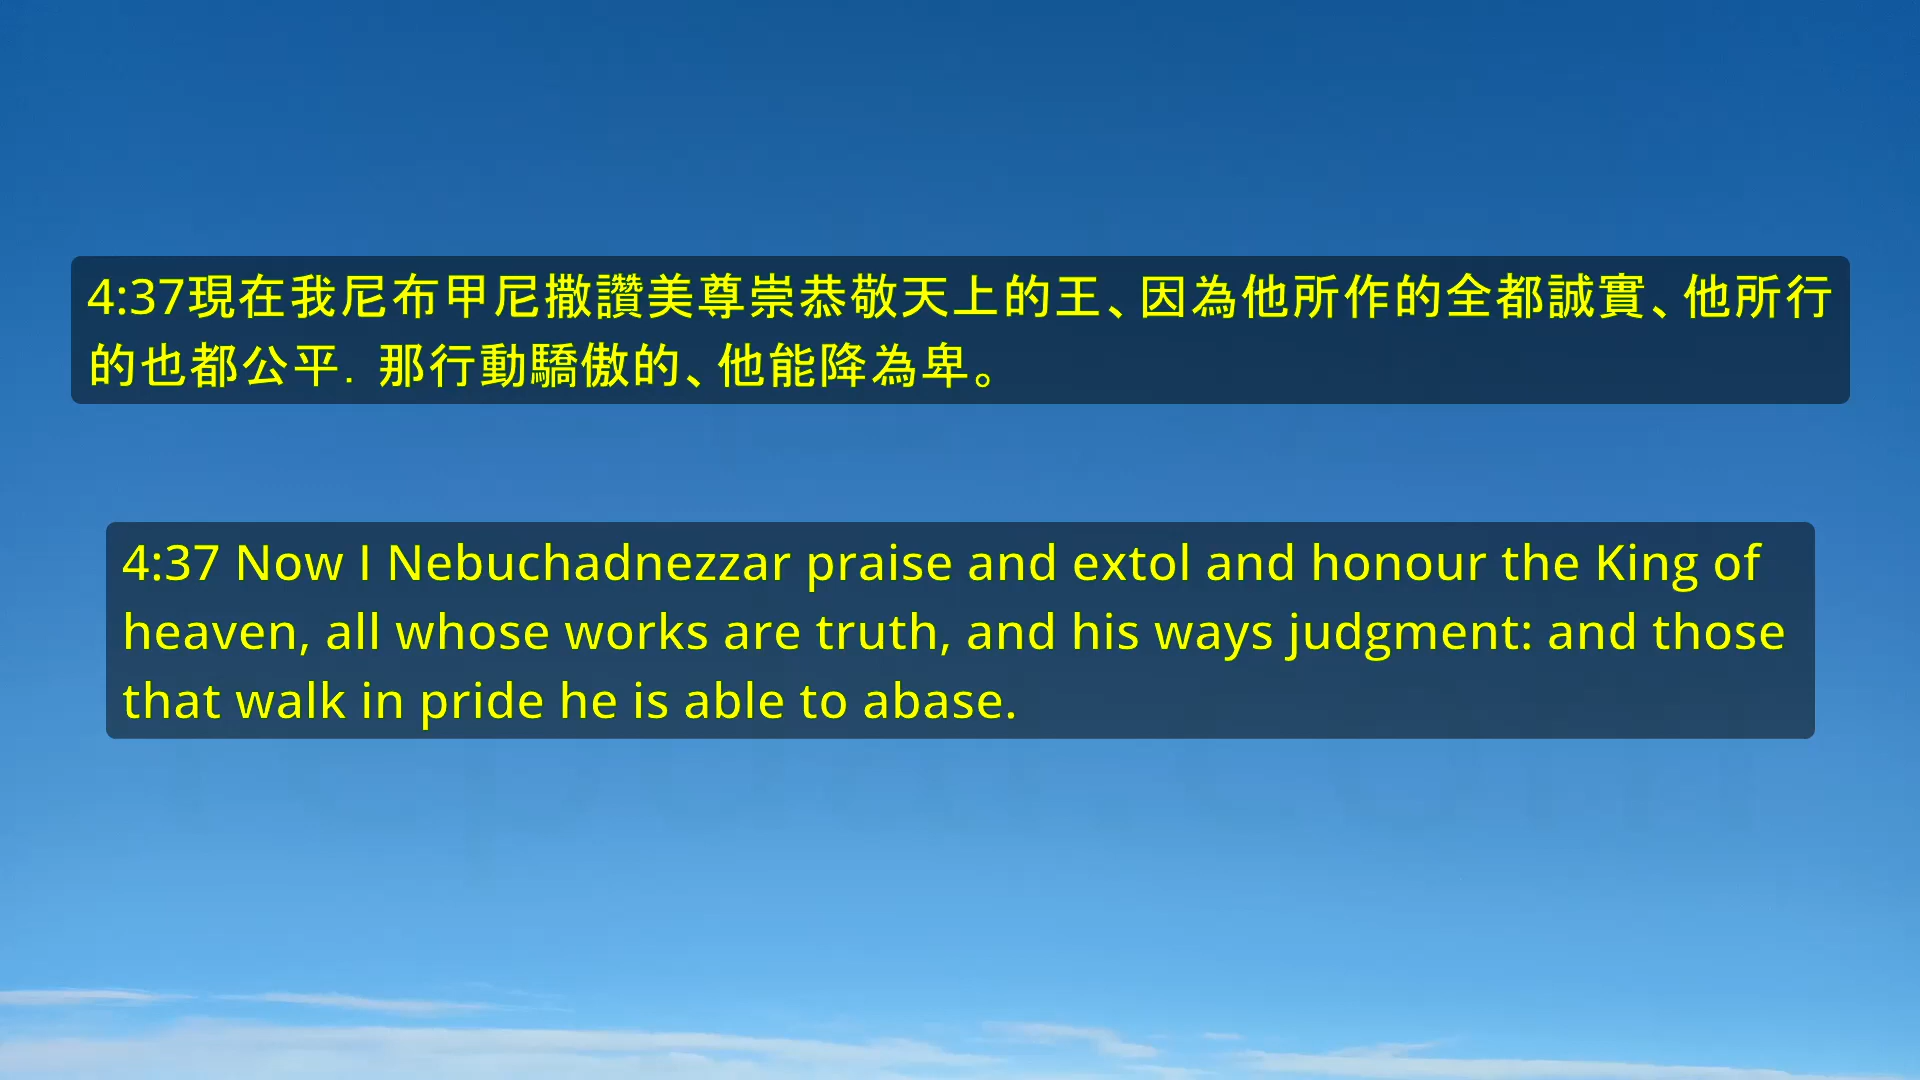 4:37現在我尼布甲尼撒讚美尊崇恭敬天上的王、因為他所作的全都誠實、他所行
的也都公平．那行動驕傲的、他能降為卑。
4:37 Now I Nebuchadnezzar praise and extol and honour the King of
heaven, all whose works are truth, and his ways judgment: and those
that walk in pride he is able to abase.